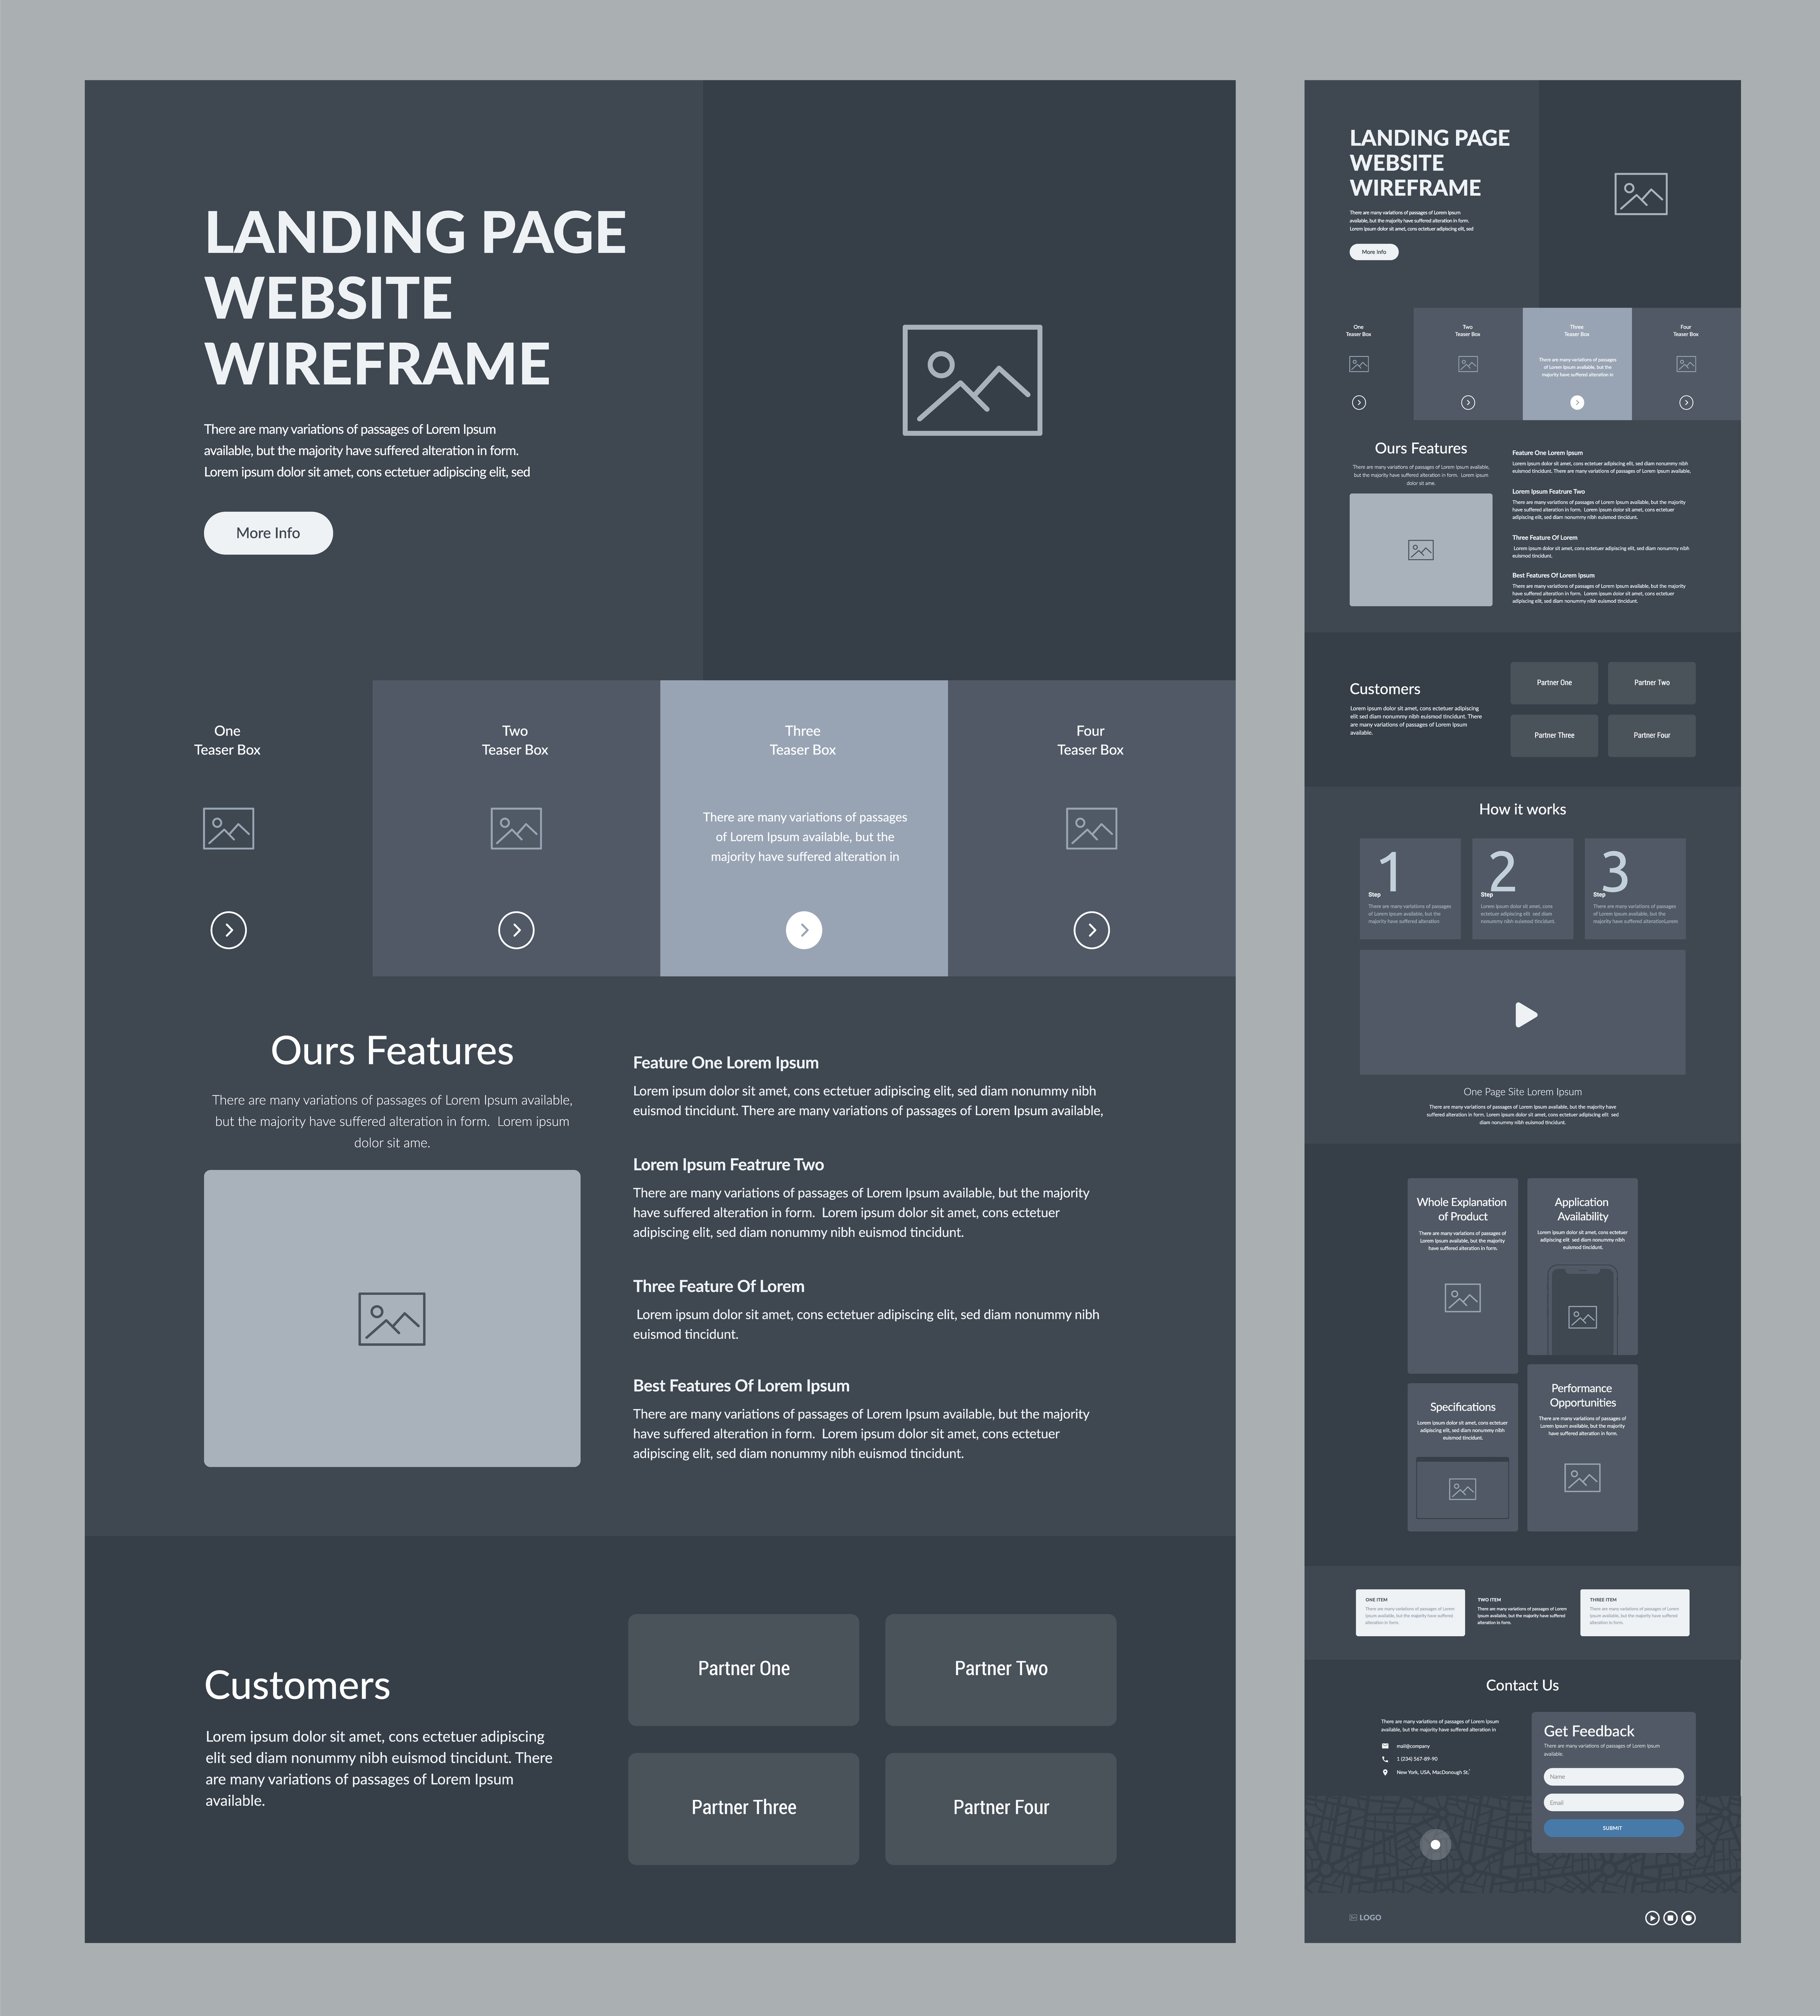 LANDING PAGE
WEBSITE
WIREFRAME
There are many variations of passages of Lorem Ipsum
available, but the majority have suffered alteration in form.
Lorem ipsum dolor sit amet, cons ectetuer adipiscing elit, sed
More Info
One
Teaser Box
Two
Teaser Box
Three
Teaser Box
There are many variations of passages
of Lorem Ipsum available, but the
majority have suffered alteration in
Four
Teaser Box
Ours Features
There are many variations of passages of Lorem Ipsum available,
but the majority have suffered alteration in form.  Lorem ipsum
dolor sit ame.
Feature One Lorem Ipsum
Lorem ipsum dolor sit amet, cons ectetuer adipiscing elit, sed diam nonummy nibh
euismod tincidunt. There are many variations of passages of Lorem Ipsum available,
Lorem Ipsum Featrure Two
There are many variations of passages of Lorem Ipsum available, but the majority
have suffered alteration in form.  Lorem ipsum dolor sit amet, cons ectetuer
adipiscing elit, sed diam nonummy nibh euismod tincidunt.
Three Feature Of Lorem
Lorem ipsum dolor sit amet, cons ectetuer adipiscing elit, sed diam nonummy nibh
euismod tincidunt.
Best Features Of Lorem Ipsum
There are many variations of passages of Lorem Ipsum available, but the majority
have suffered alteration in form.  Lorem ipsum dolor sit amet, cons ectetuer
adipiscing elit, sed diam nonummy nibh euismod tincidunt.
Customers
Lorem ipsum dolor sit amet, cons ectetuer adipiscing
elit sed diam nonummy nibh euismod tincidunt. There
are many variations of passages of Lorem Ipsum
available.
Partner One
Partner Two
Partner Three
Partner Four
LANDING PAGE
WEBSITE
WIREFRAME
There are many variations of passages of Lorem Ipsum
available, but the majority have suffered alteration in form.
Lorem ipsum dolor sit amet, cons ectetuer adipiscing elit, sed
More Info
One
Teaser Box
Two
Teaser Box
Three
Teaser Box
There are many variations of passages
of Lorem Ipsum available, but the
majority have suffered alteration in
Four
Teaser Box
Ours Features
There are many variations of passages of Lorem Ipsum available,
but the majority have suffered alteration in form.  Lorem ipsum
dolor sit ame.
Feature One Lorem Ipsum
Lorem ipsum dolor sit amet, cons ectetuer adipiscing elit, sed diam nonummy nibh
euismod tincidunt. There are many variations of passages of Lorem Ipsum available,
Lorem Ipsum Featrure Two
There are many variations of passages of Lorem Ipsum available, but the majority
have suffered alteration in form.  Lorem ipsum dolor sit amet, cons ectetuer
adipiscing elit, sed diam nonummy nibh euismod tincidunt.
Three Feature Of Lorem
Lorem ipsum dolor sit amet, cons ectetuer adipiscing elit, sed diam nonummy nibh
euismod tincidunt.
Best Features Of Lorem Ipsum
There are many variations of passages of Lorem Ipsum available, but the majority
have suffered alteration in form.  Lorem ipsum dolor sit amet, cons ectetuer
adipiscing elit, sed diam nonummy nibh euismod tincidunt.
Customers
Lorem ipsum dolor sit amet, cons ectetuer adipiscing
elit sed diam nonummy nibh euismod tincidunt. There
are many variations of passages of Lorem Ipsum
available.
Partner One
Partner Two
Partner Three
Partner Four
How it works
1
Step
There are many variations of passages
of Lorem Ipsum available, but the
majority have suffered alteration
2
Step
Lorem ipsum dolor sit amet, cons
ectetuer adipiscing elit  sed diam
nonummy nibh euismod tincidunt.
3
Step
There are many variations of passages
of Lorem Ipsum available, but the
majority have suffered alterationLorem
One Page Site Lorem Ipsum
There are many variations of passages of Lorem Ipsum available, but the majority have
suffered alteration in form. Lorem ipsum dolor sit amet, cons ectetuer adipiscing elit  sed
diam nonummy nibh euismod tincidunt.
Whole Explanation
of Product
There are many variations of passages of
Lorem Ipsum available, but the majority
have suffered alteration in form.
Application
Availability
Lorem ipsum dolor sit amet, cons ectetuer
adipiscing elit  sed diam nonummy nibh
euismod tincidunt.
Specifications
Lorem ipsum dolor sit amet, cons ectetuer
adipiscing elit, sed diam nonummy nibh
euismod tincidunt.
Performance
Opportunities
There are many variations of passages of
Lorem Ipsum available, but the majority
have suffered alteration in form.
ONE ITEM
There are many variations of passages of Lorem
Ipsum available, but the majority have suffered
alteration in form.
TWO ITEM
There are many variations of passages of Lorem
Ipsum available, but the majority have suffered
alteration in form.
THREE ITEM
There are many variations of passages of Lorem
Ipsum available, but the majority have suffered
alteration in form.
Contact Us
There are many variations of passages of Lorem Ipsum
available, but the majority have suffered alteration in
mail@company
1 (234) 567-89-90
New York, USA, MacDonough St.'
Get Feedback
There are many variations of passages of Lorem Ipsum
available.
Name
Email
SUBMIT
LOGO